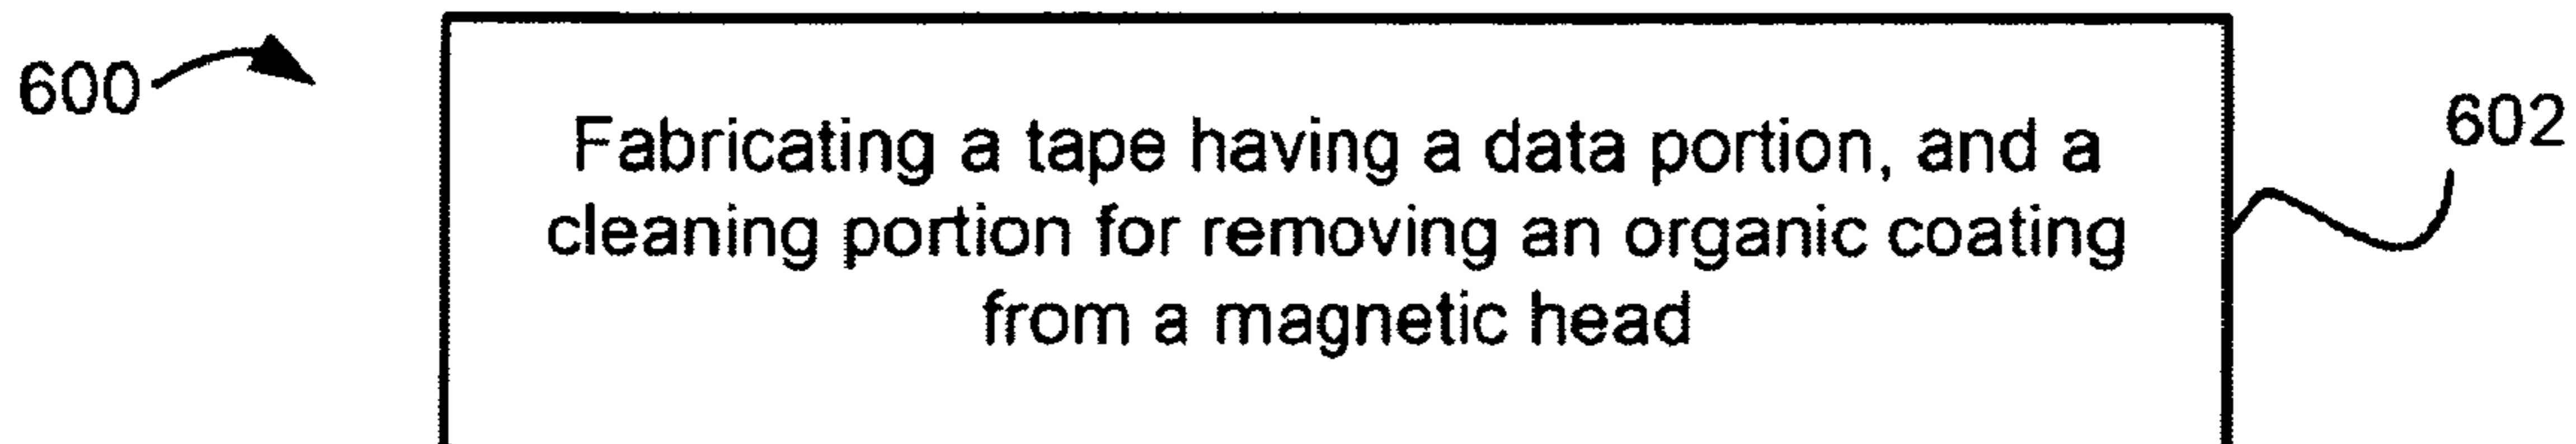 600
602
Fabricating a tape having a data portion, and a
cleaning portion for removing an organic coating
from a magnetic head